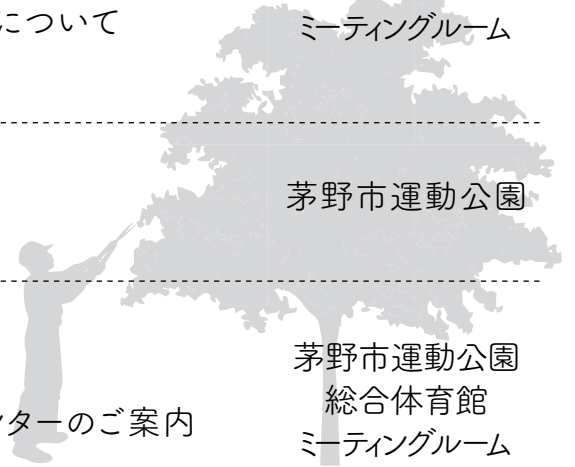 について
ミーティングルーム
茅野市運動公園
茅野市運動公園
総合体育館
ターのご案内
ミーティングルーム